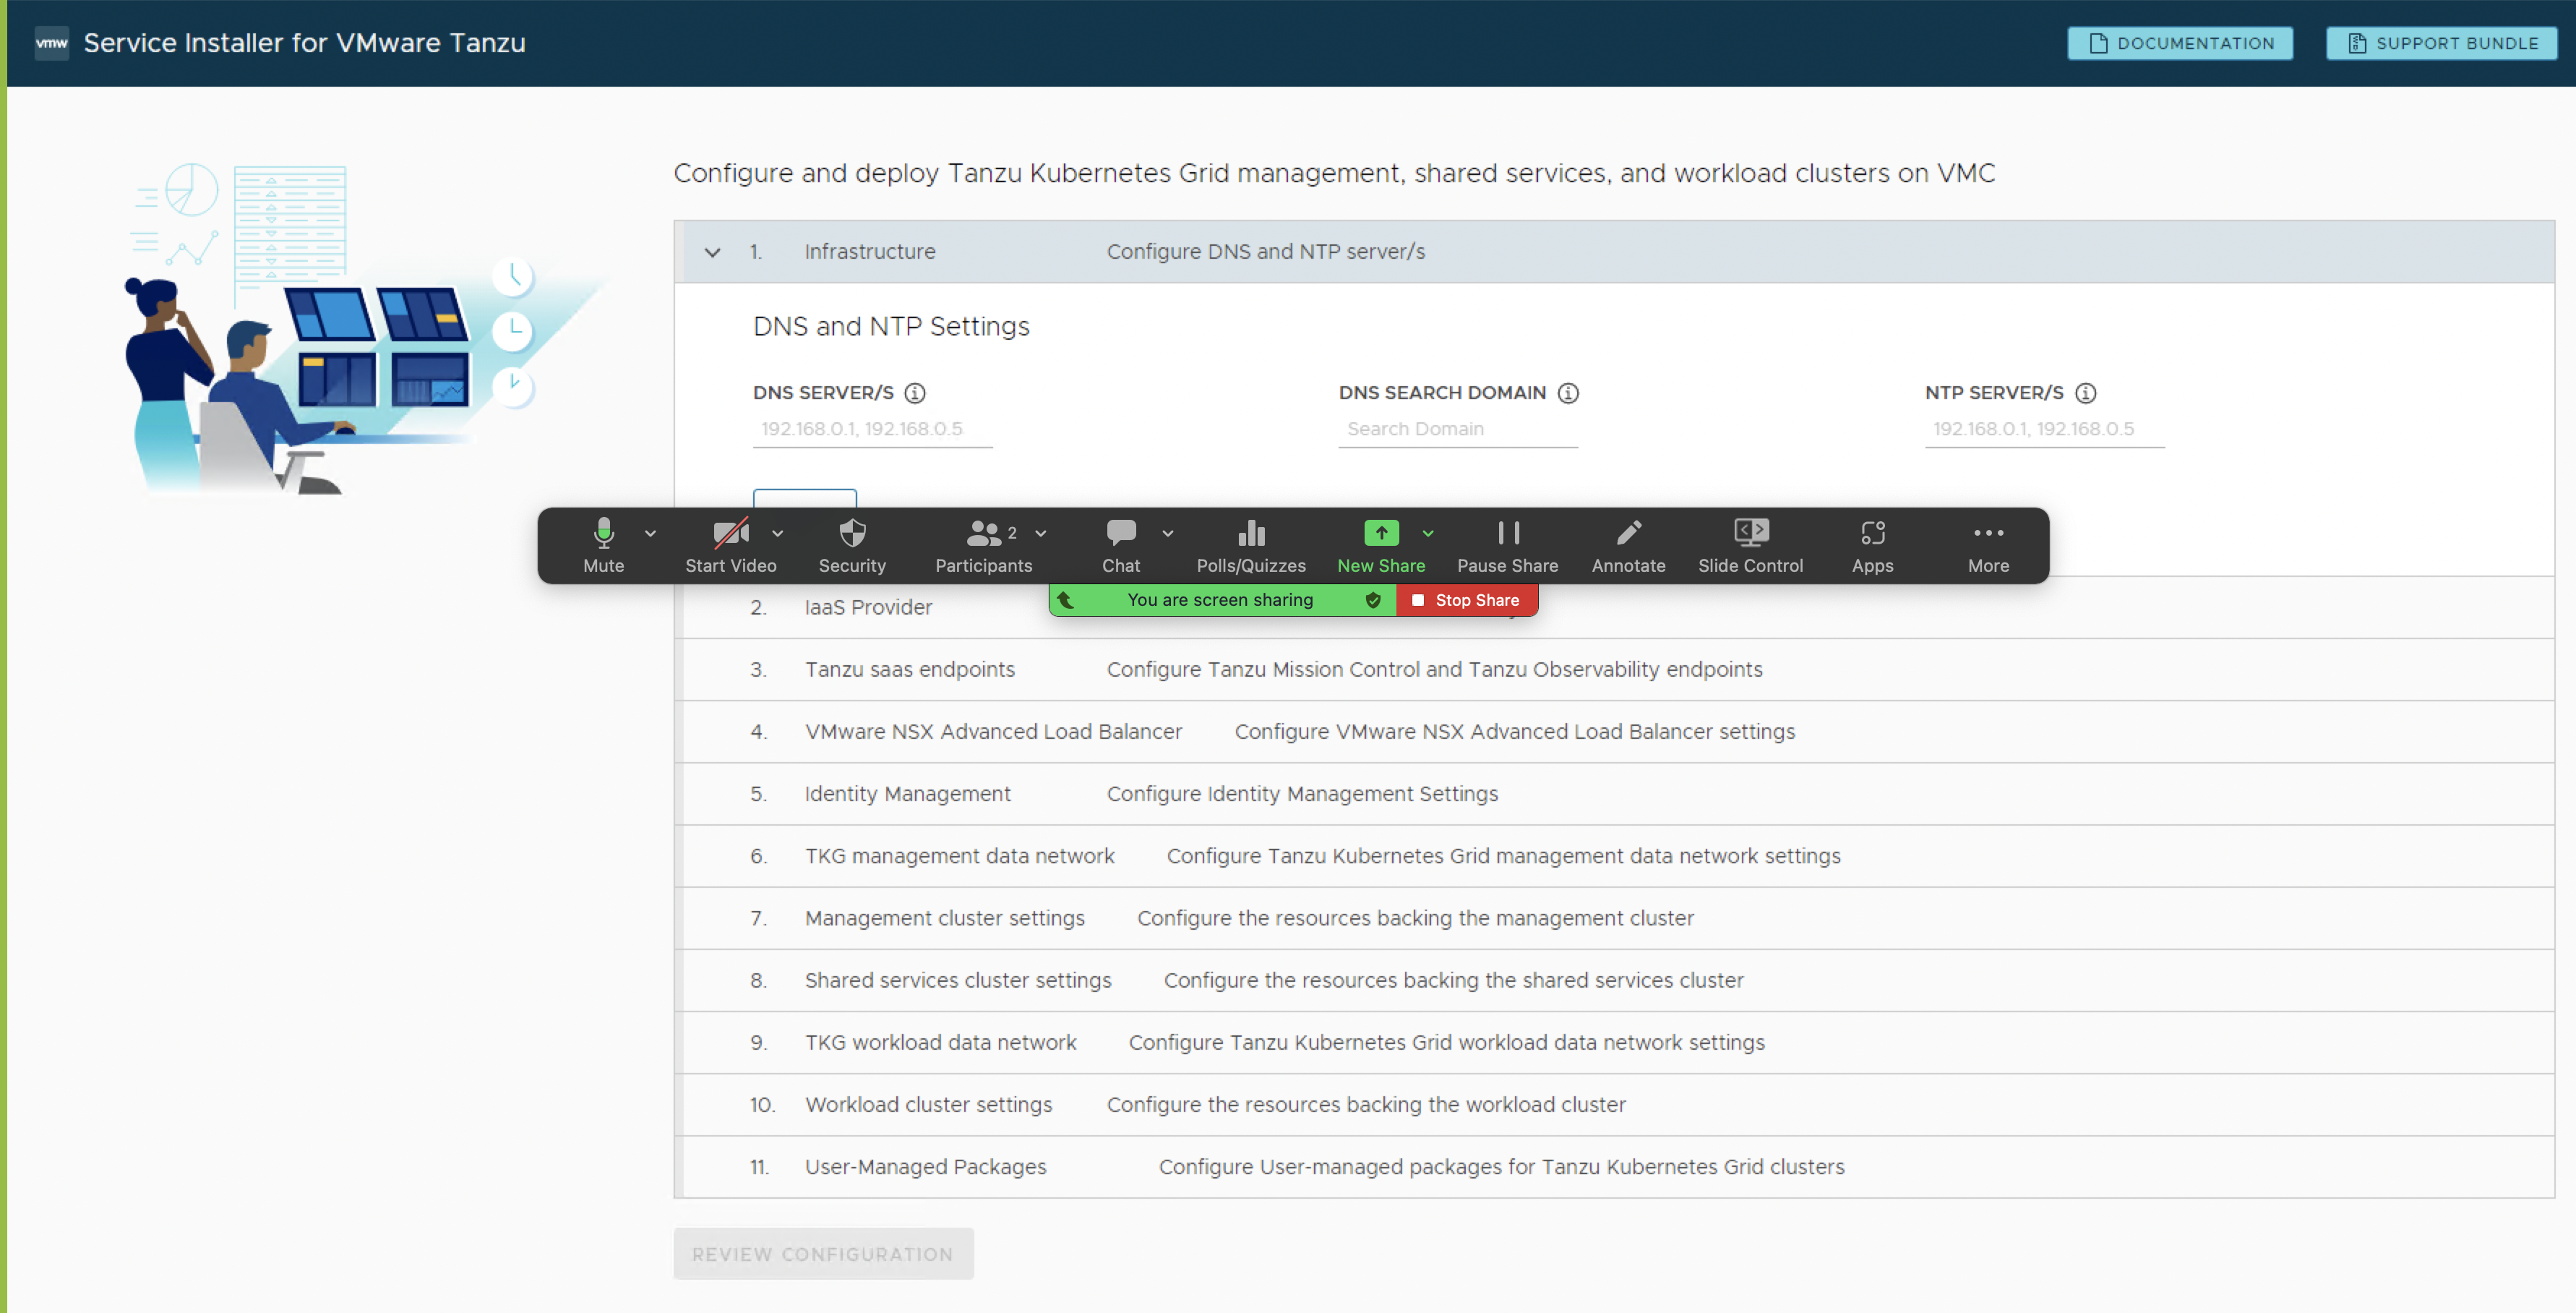 vmw Service Installer for VMware Tanzu
DOCUMENTATION
SUPPORT BUNDLE
Configure and deploy Tanzu Kubernetes Grid management, shared services, and workload clusters on VMC
1. Infrastructure Configure DNS and NTP server/s
DNS and NTP Settings
DNS SERVER/S DNS SEARCH DOMAIN NTP SERVER/S
192.168.0.1, 192.168.0.5 Search Domain 192.168.0.1, 192.168.0.5
2
Mute Start Video Security Participants Chat Polls/Quizzes New Share Pause Share Annotate Slide Control Apps More
You are screen sharing Stop Share
2. IaaS Provider
3. Tanzu saas endpoints Configure Tanzu Mission Control and Tanzu Observability endpoints
4. VMware NSX Advanced Load Balancer Configure VMware NSX Advanced Load Balancer settings
5. Identity Management Configure Identity Management Settings
6. TKG management data network Configure Tanzu Kubernetes Grid management data network settings
7. Management cluster settings Configure the resources backing the management cluster
8. Shared services cluster settings Configure the resources backing the shared services cluster
9. TKG workload data network Configure Tanzu Kubernetes Grid workload data network settings
10. Workload cluster settings Configure the resources backing the workload cluster
11. User-Managed Packages Configure User-managed packages for Tanzu Kubernetes Grid clusters
REVIEW CONFIGURATION